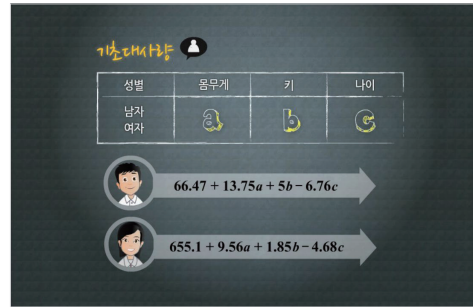 기초대사량
성별 몸무게 키 나이
남자 a b c
여자
66.47 + 13.75a + 5b − 6.76c
655.1 + 9.56a + 1.85b − 4.68c